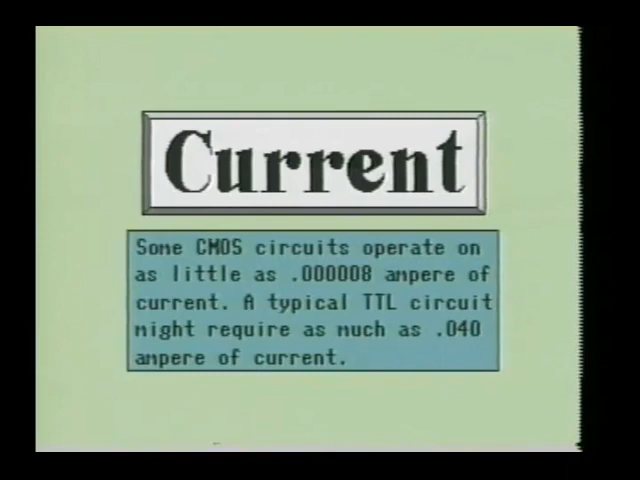 Current
Some CMOS circuits operate on
as little as .000008 ampere of
current. A typical TTL circuit
might require as much as .040
ampere of current.